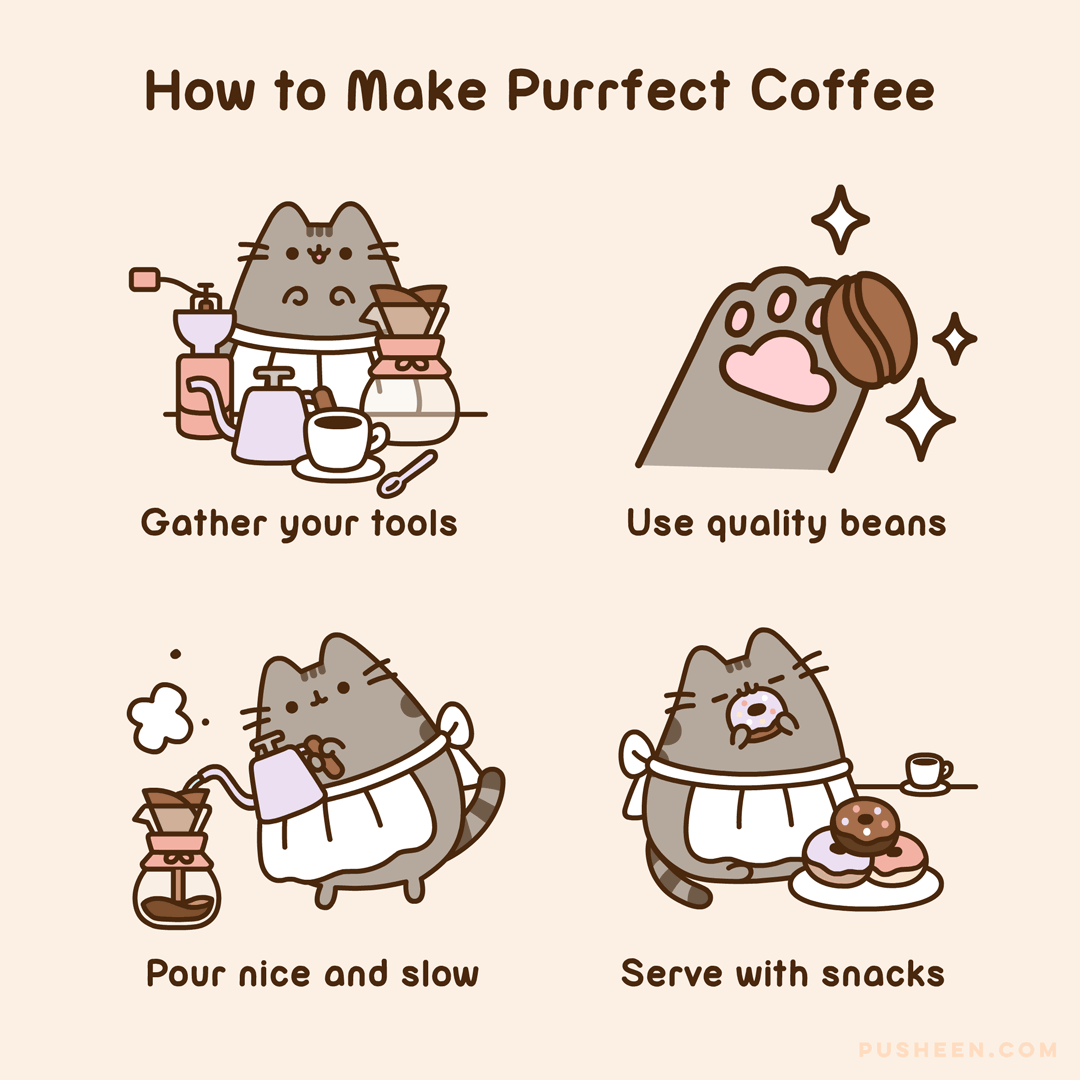 How to Make Purrfect Coffee
Gather your tools
Use quality beans
Pour nice and slow
Serve with snacks
PUSHEEN.COM